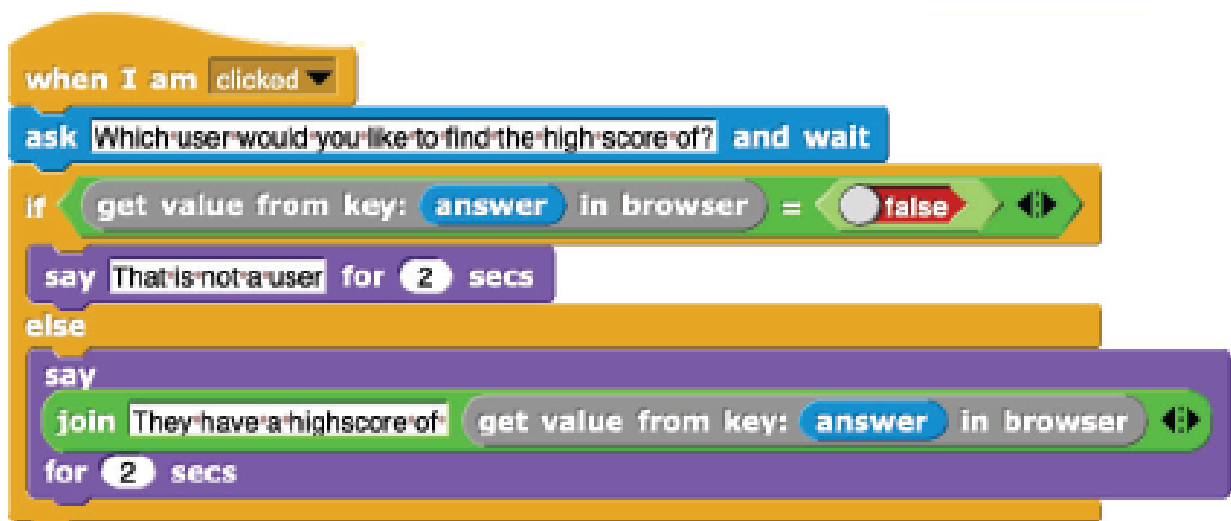 when I am clicked
ask Which user would you like to find the high score of? and wait
if get value from key: answer in browser = false
say That is not a user for 2 secs
else
say
join They have a highscore of get value from key: answer in browser
for 2 secs